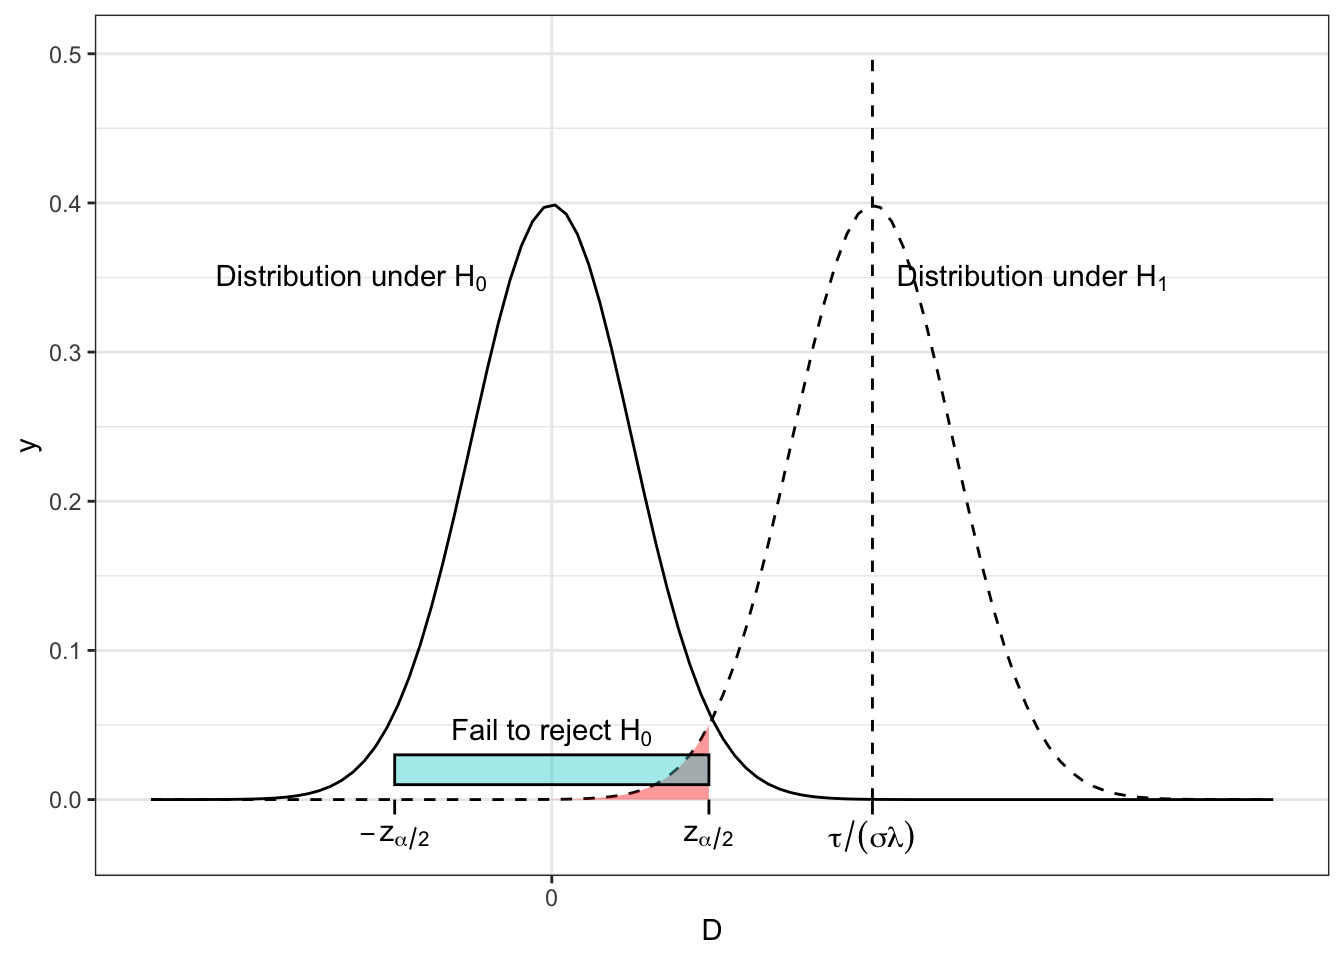 0.5
0.4
Distribution under H₀
Distribution under H₁
0.3
y
0.2
0.1
Fail to reject H₀
0.0
−zα/2
zα/2
τ/(σλ)
0
D